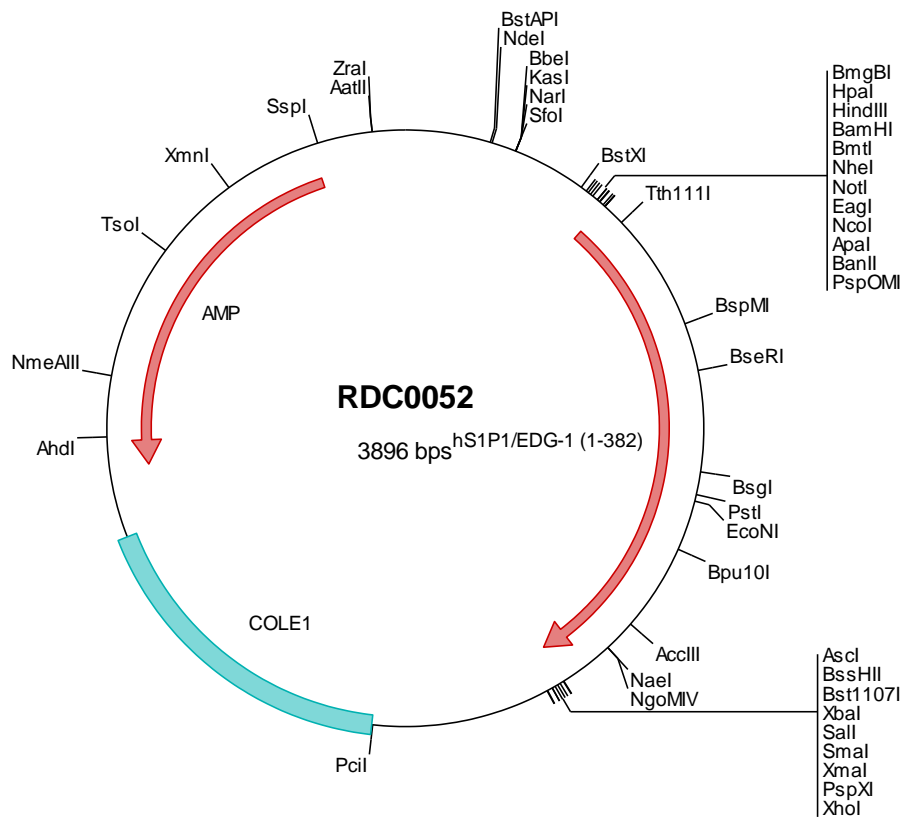 BstAPI
NdeI
BbeI
KasI
NarI
SfoI
ZraI
AatII
SspI
XmnI
TsoI
NmeAIII
AhdI
AMP
BstXI
BmgBI
HpaI
HindIII
BamHI
BmtI
NheI
NotI
EagI
NcoI
ApaI
BanII
PspOMI
Tth111I
BspMI
BseRI
RDC0052
3896 bps
hS1P1/EDG-1 (1-382)
BsgI
PstI
EcoNI
Bpu10I
COLE1
AccIII
NaeI
NgoMIV
PciI
AscI
BssHII
Bst1107I
XbaI
SalI
SmaI
XmaI
PspXI
XhoI